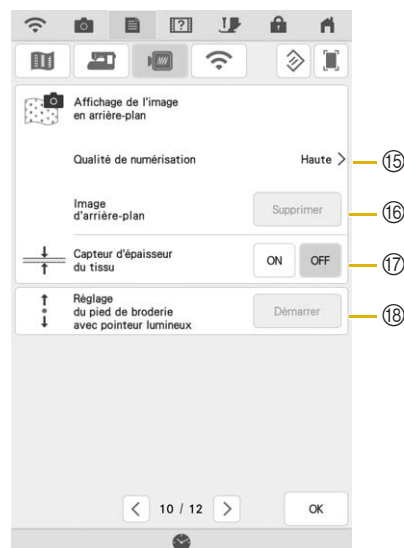 Affichage de l'image
en arrière-plan
Qualité de numérisation
Haute >
⑮
Image
d'arrière-plan
Supprimer
⑯
Capteur d'épaisseur
du tissu
ON
OFF
⑰
Réglage
du pied de broderie
avec pointeur lumineux
Démarrer
⑱
< 10 / 12 >
OK